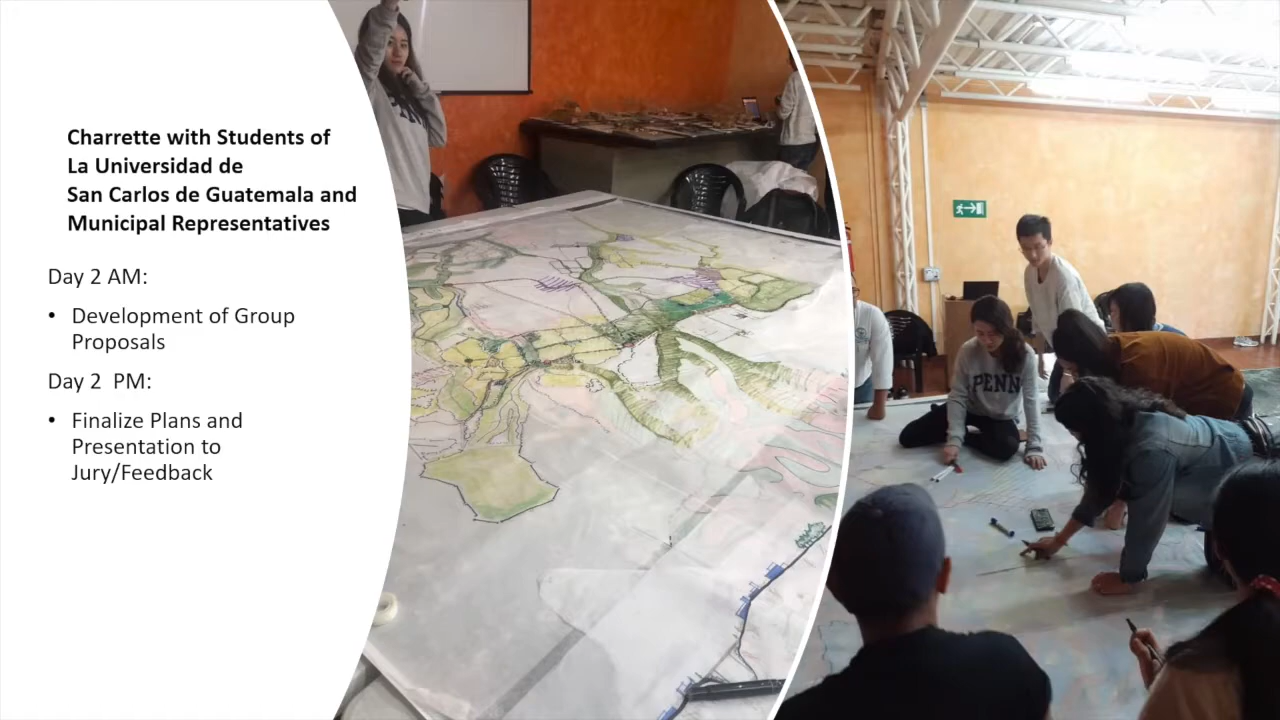 Charrette with Students of
La Universidad de
San Carlos de Guatemala and
Municipal Representatives
Day 2 AM:
• Development of Group
Proposals
Day 2 PM:
• Finalize Plans and
Presentation to
Jury/Feedback
PENN